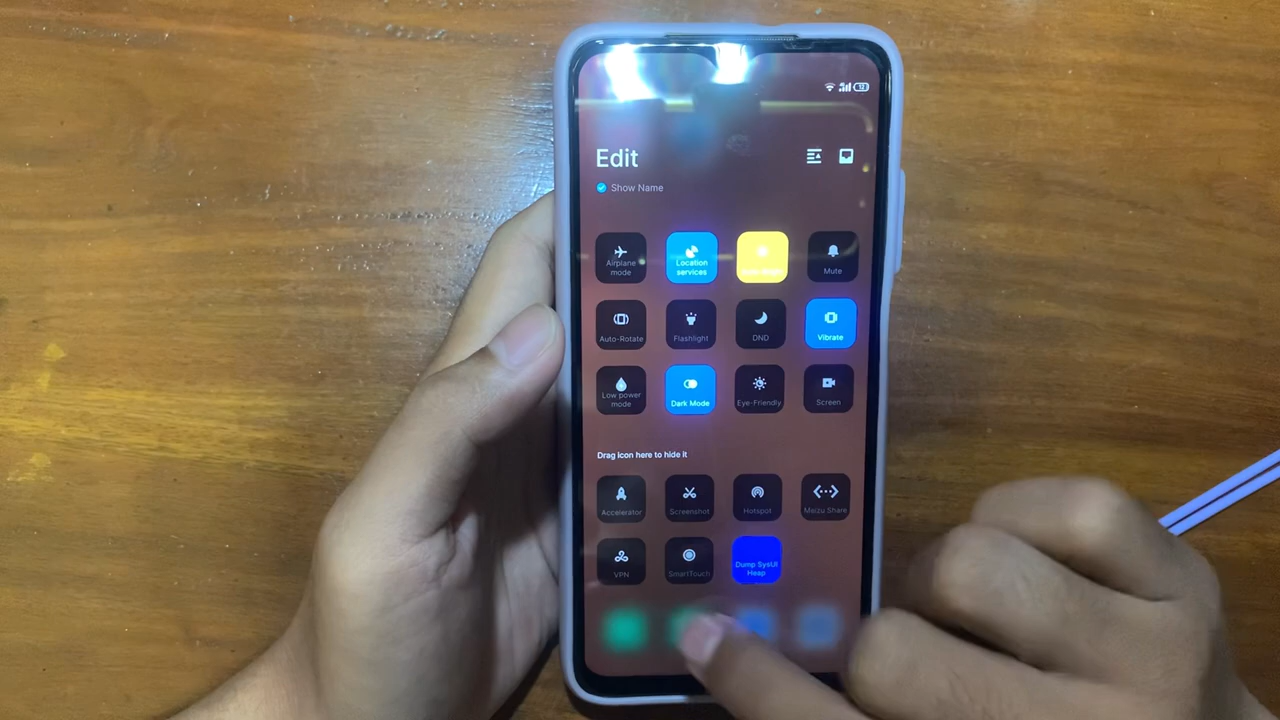 12
Edit
Show Name
Airplane
mode
Location
services
Mute
Auto-Rotate
Flashlight
DND
Vibrate
Low power
mode
Dark Mode
Eye-Friendly
Screen
Drag icon here to hide it
Accelerator
Screenshot
Hotspot
Meizu Share
VPN
SmartTouch
Dump SysUI
Heap